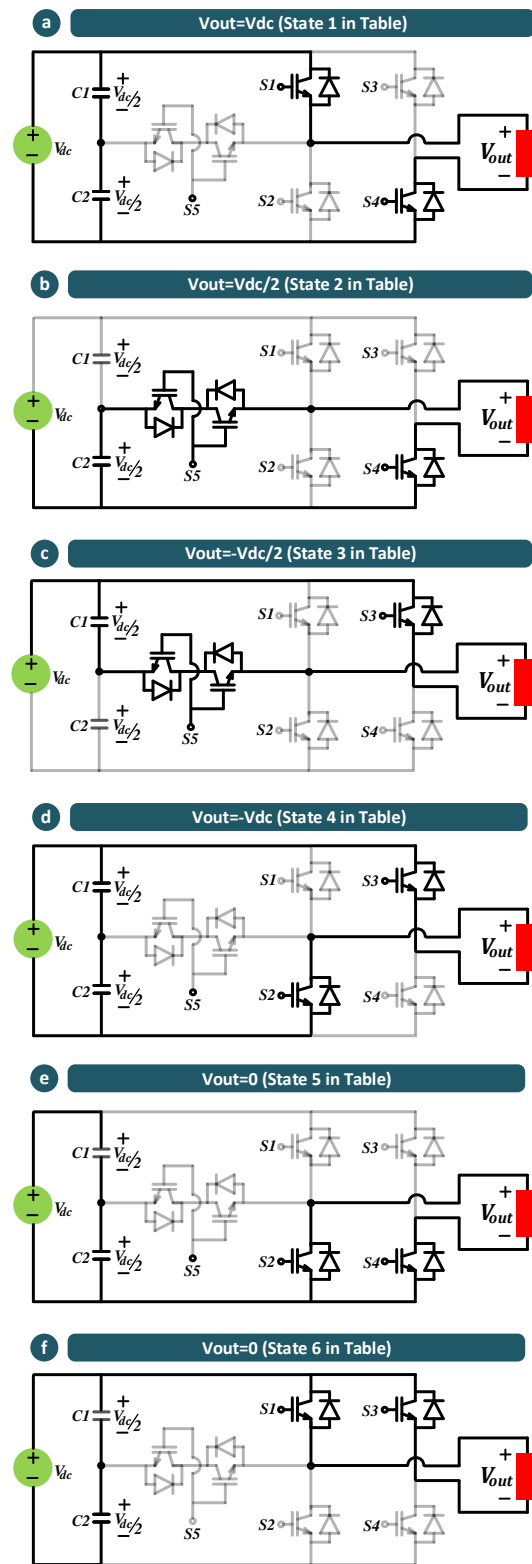 a Vout=Vdc (State 1 in Table)
C1 + Vdc/2 − S1 S3
+ − Vdc + Vout −
C2 + Vdc/2 − S5 S2 S4
b Vout=Vdc/2 (State 2 in Table)
C1 + Vdc/2 − S1 S3
+ − Vdc + Vout −
C2 + Vdc/2 − S5 S2 S4
c Vout=-Vdc/2 (State 3 in Table)
C1 + Vdc/2 − S1 S3
+ − Vdc + Vout −
C2 + Vdc/2 − S5 S2 S4
d Vout=-Vdc (State 4 in Table)
C1 + Vdc/2 − S1 S3
+ − Vdc + Vout −
C2 + Vdc/2 − S5 S2 S4
e Vout=0 (State 5 in Table)
C1 + Vdc/2 − S1 S3
+ − Vdc + Vout −
C2 + Vdc/2 − S5 S2 S4
f Vout=0 (State 6 in Table)
C1 + Vdc/2 − S1 S3
+ − Vdc + Vout −
C2 + Vdc/2 − S5 S2 S4